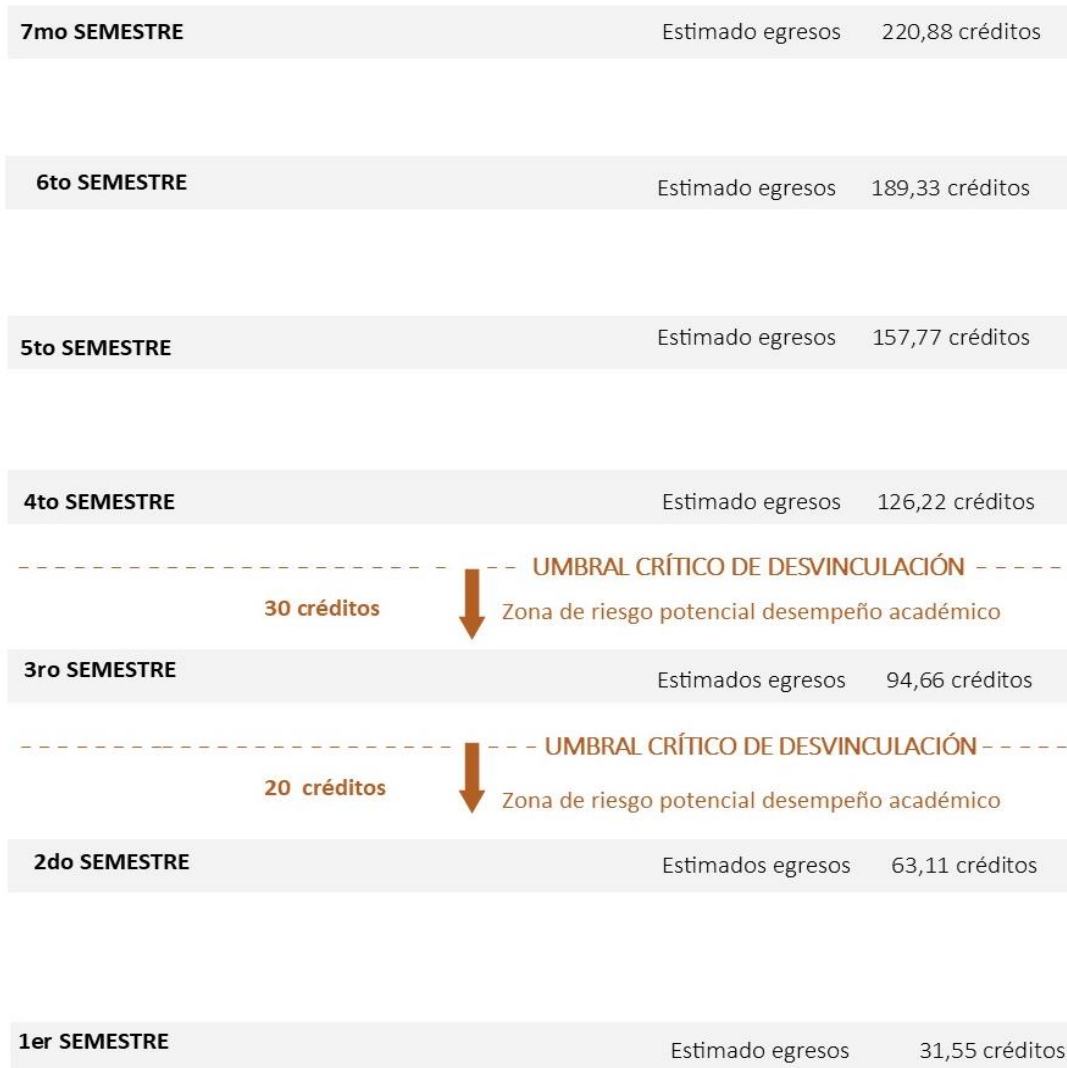 7mo SEMESTRE Estimado egresos 220,88 créditos
6to SEMESTRE Estimado egresos 189,33 créditos
5to SEMESTRE Estimado egresos 157,77 créditos
4to SEMESTRE Estimado egresos 126,22 créditos
UMBRAL CRÍTICO DE DESVINCULACIÓN
30 créditos Zona de riesgo potencial desempeño académico
3ro SEMESTRE Estimados egresos 94,66 créditos
UMBRAL CRÍTICO DE DESVINCULACIÓN
20 créditos Zona de riesgo potencial desempeño académico
2do SEMESTRE Estimados egresos 63,11 créditos
1er SEMESTRE Estimado egresos 31,55 créditos